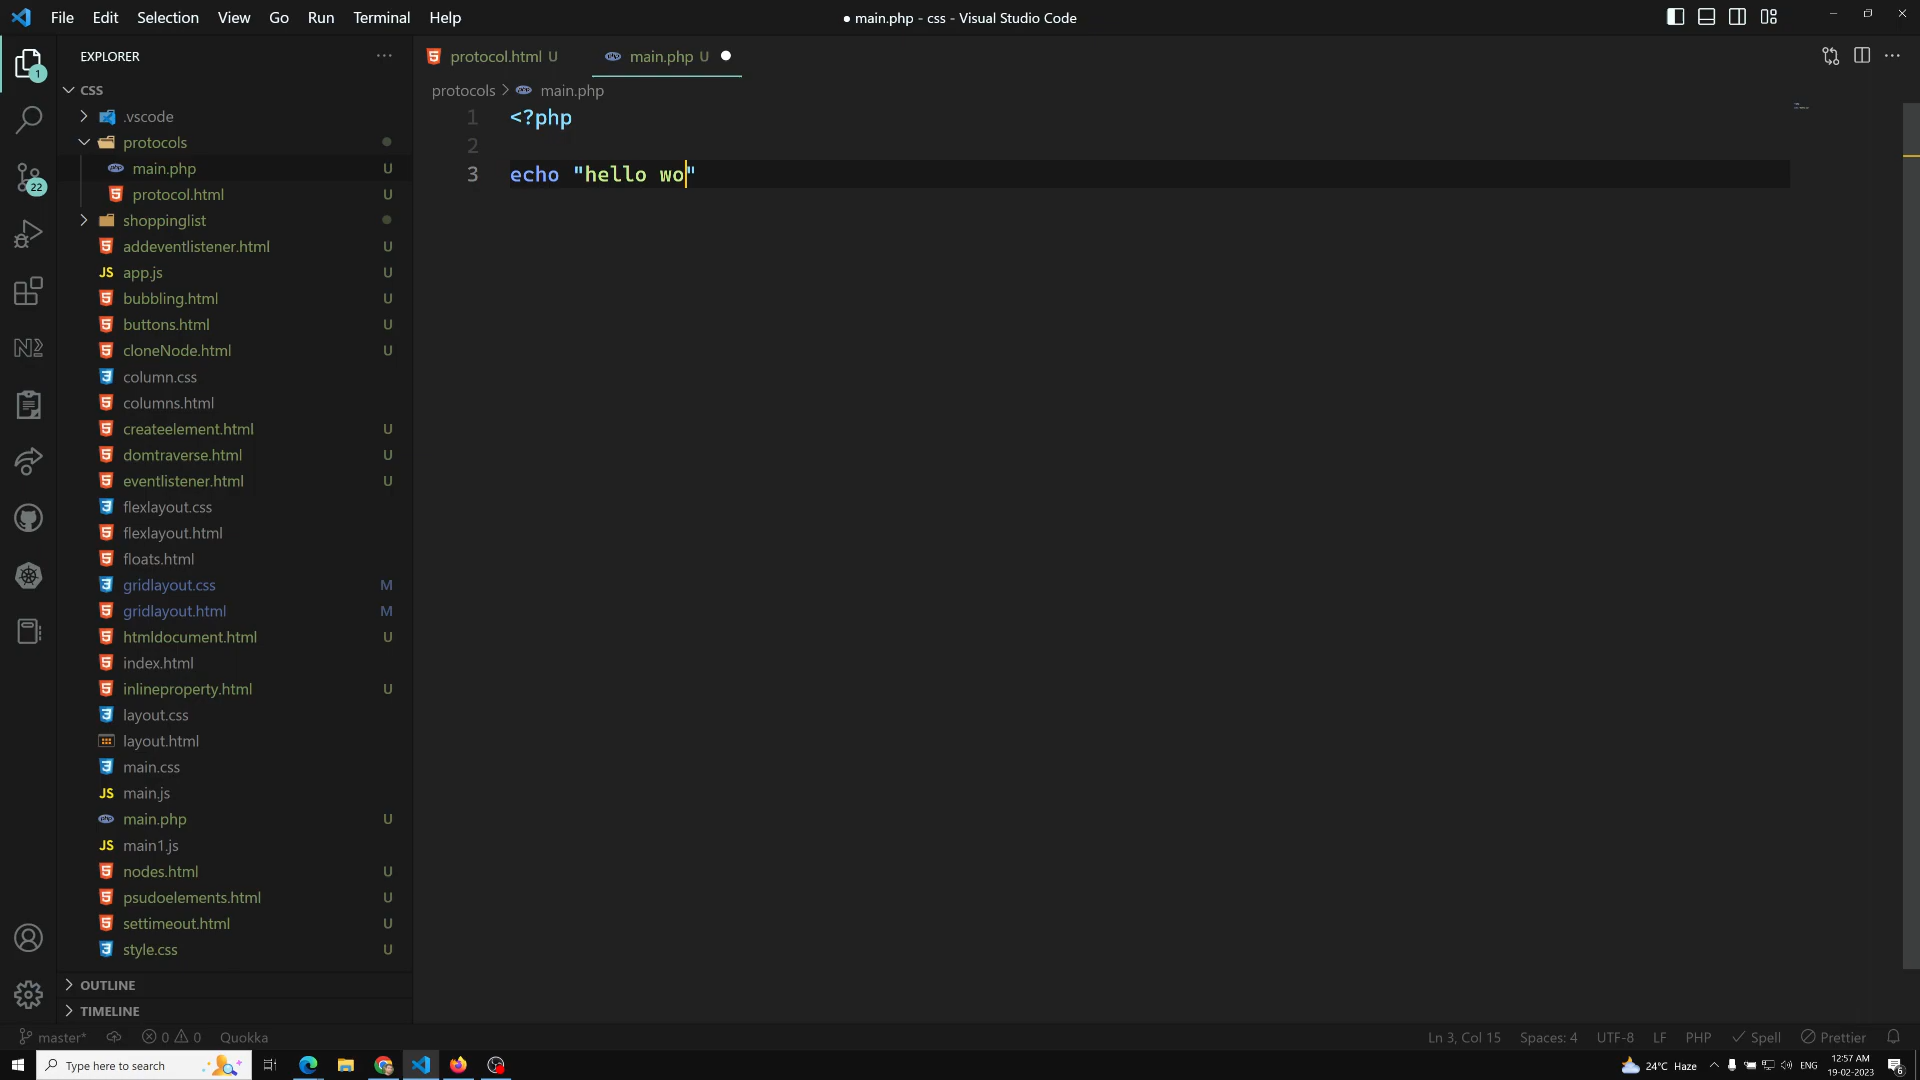 File Edit Selection View Go Run Terminal Help
● main.php - css - Visual Studio Code
EXPLORER
1
22
CSS
.vscode
protocols
main.php U
protocol.html U
shoppinglist
addeventlistener.html U
JS app.js U
bubbling.html U
buttons.html U
cloneNode.html U
column.css
columns.html
createelement.html U
domtraverse.html U
eventlistener.html U
flexlayout.css
flexlayout.html
floats.html
gridlayout.css M
gridlayout.html M
htmldocument.html U
index.html
inlineproperty.html U
layout.css
layout.html
main.css
JS main.js
main.php U
JS main1.js
nodes.html U
psudoelements.html U
settimeout.html U
style.css U
OUTLINE
TIMELINE
protocol.html U
main.php U ●
protocols > main.php
1 <?php
2
3 echo "hello wo"
master* 0 0 Quokka
Ln 3, Col 15 Spaces: 4 UTF-8 LF PHP Spell Prettier
Type here to search
24°C Haze ENG
12:57 AM
19-02-2023
6